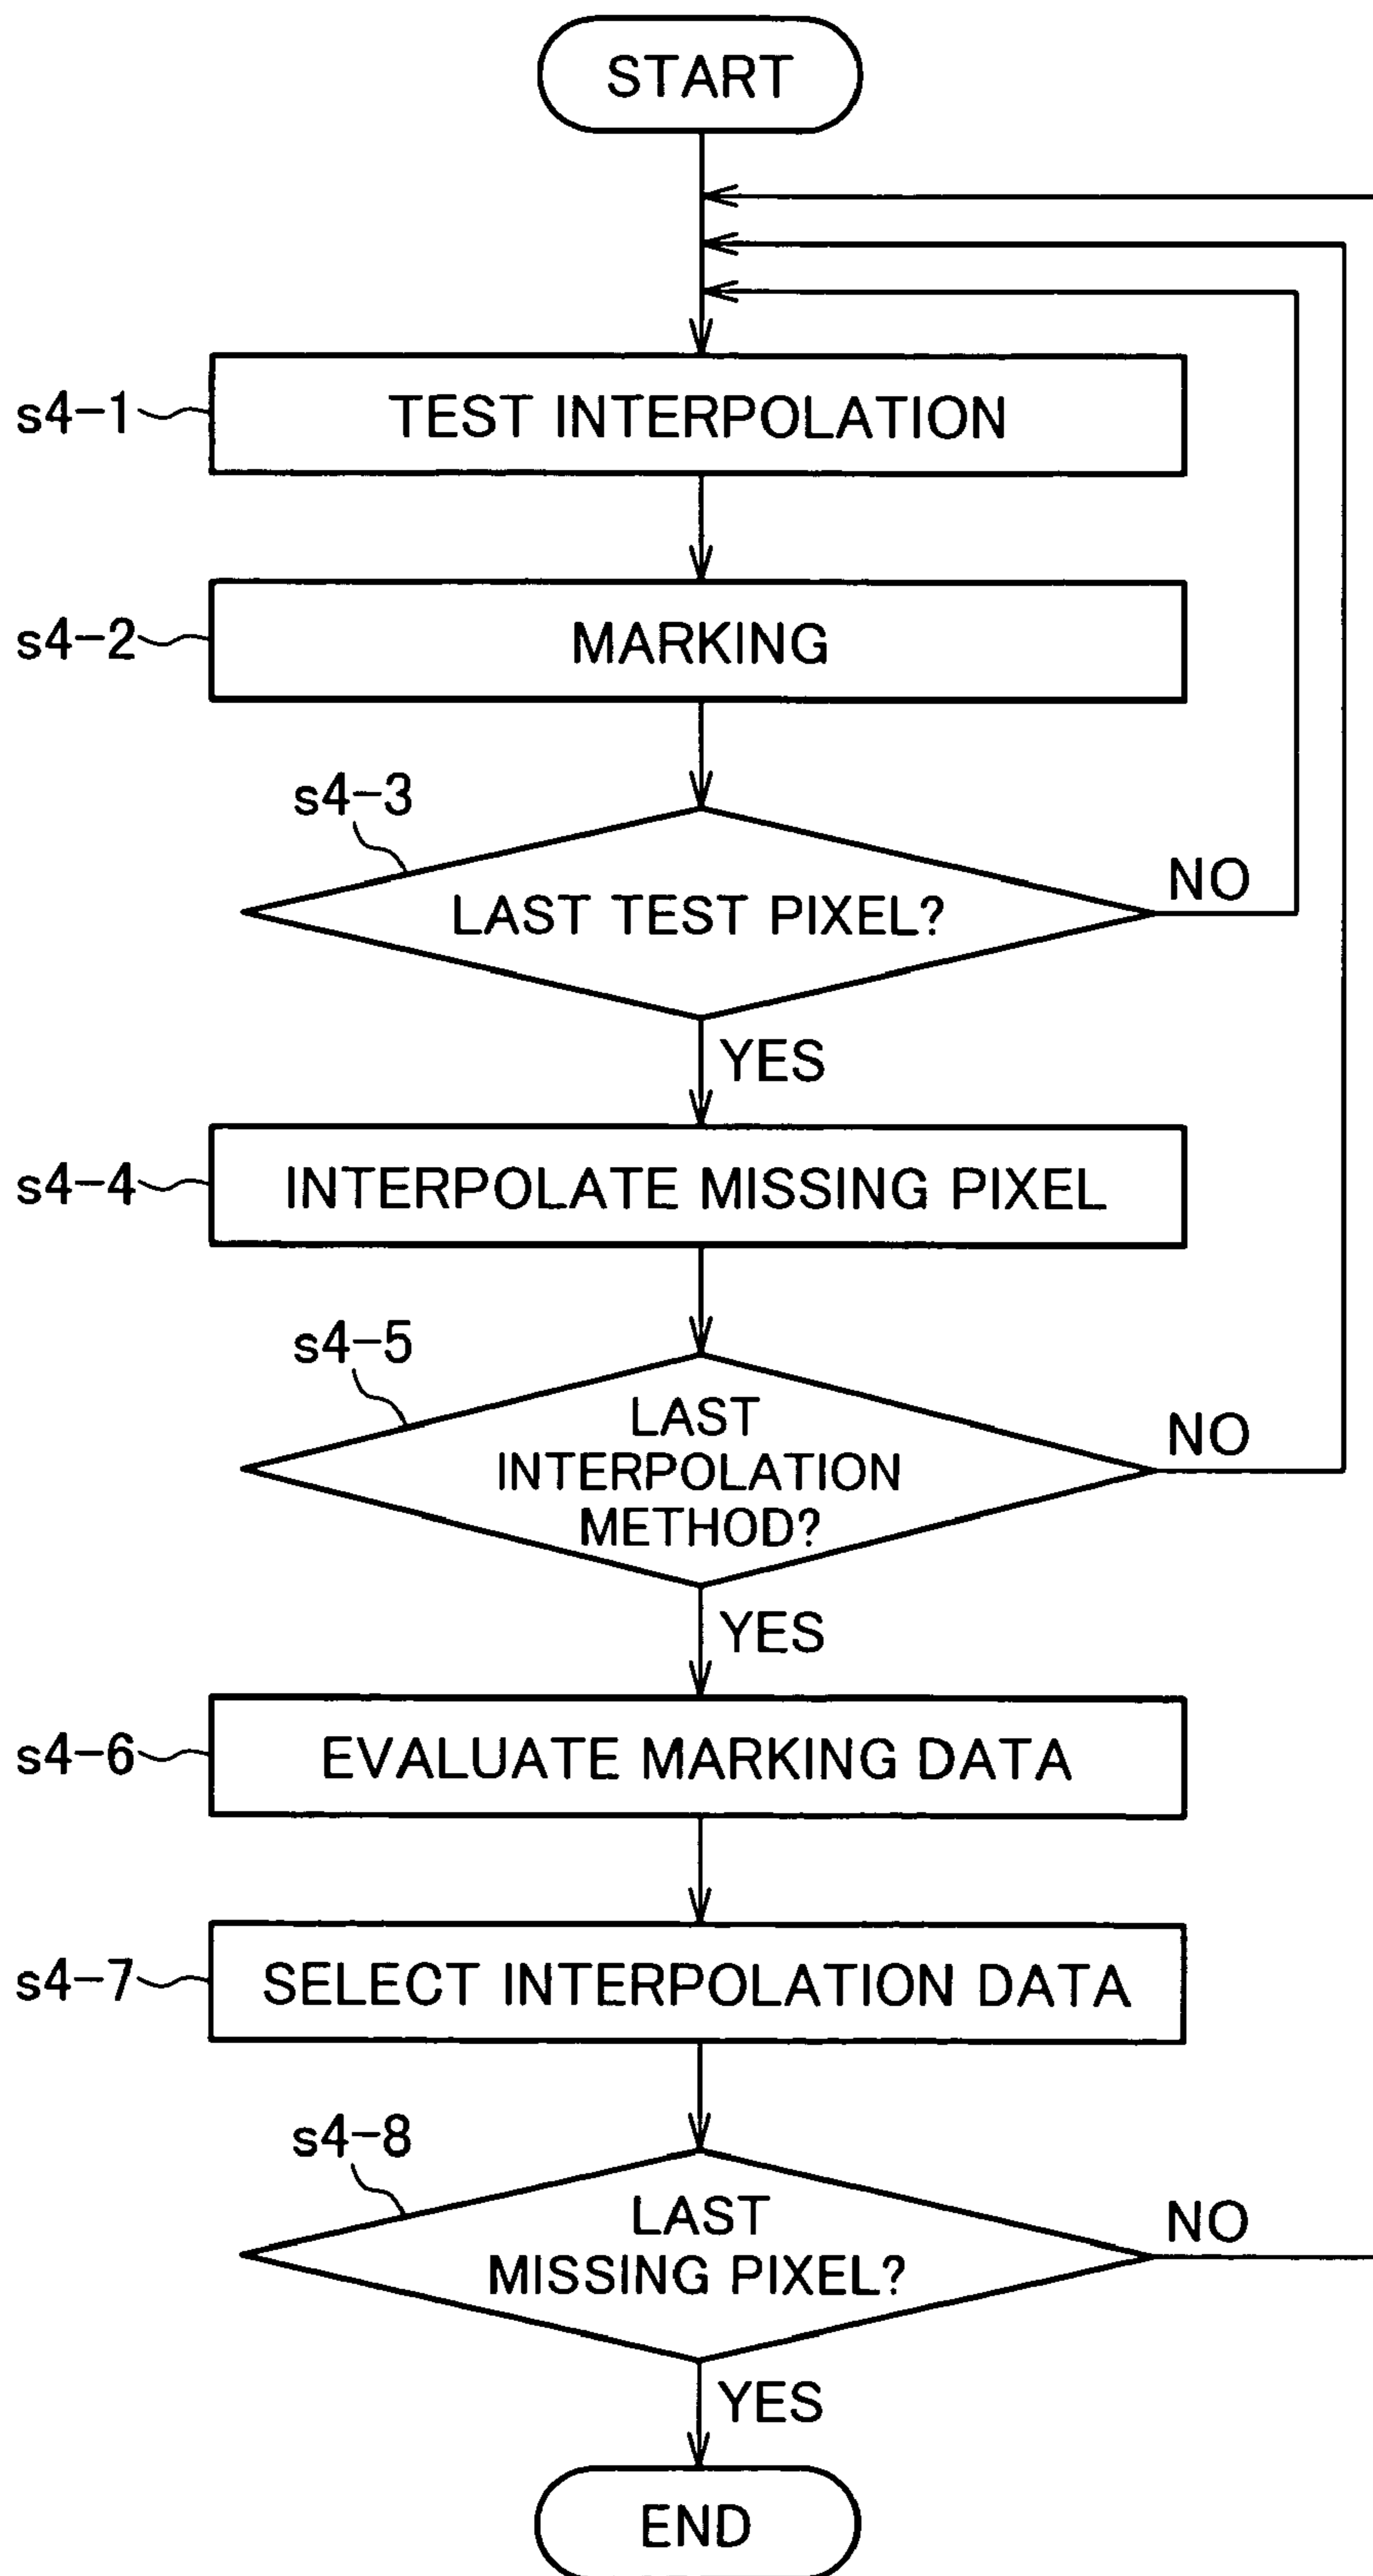 START
s4-1
TEST INTERPOLATION
s4-2
MARKING
s4-3
LAST TEST PIXEL?
NO
YES
s4-4
INTERPOLATE MISSING PIXEL
s4-5
LAST
INTERPOLATION
METHOD?
NO
YES
s4-6
EVALUATE MARKING DATA
s4-7
SELECT INTERPOLATION DATA
s4-8
LAST
MISSING PIXEL?
NO
YES
END